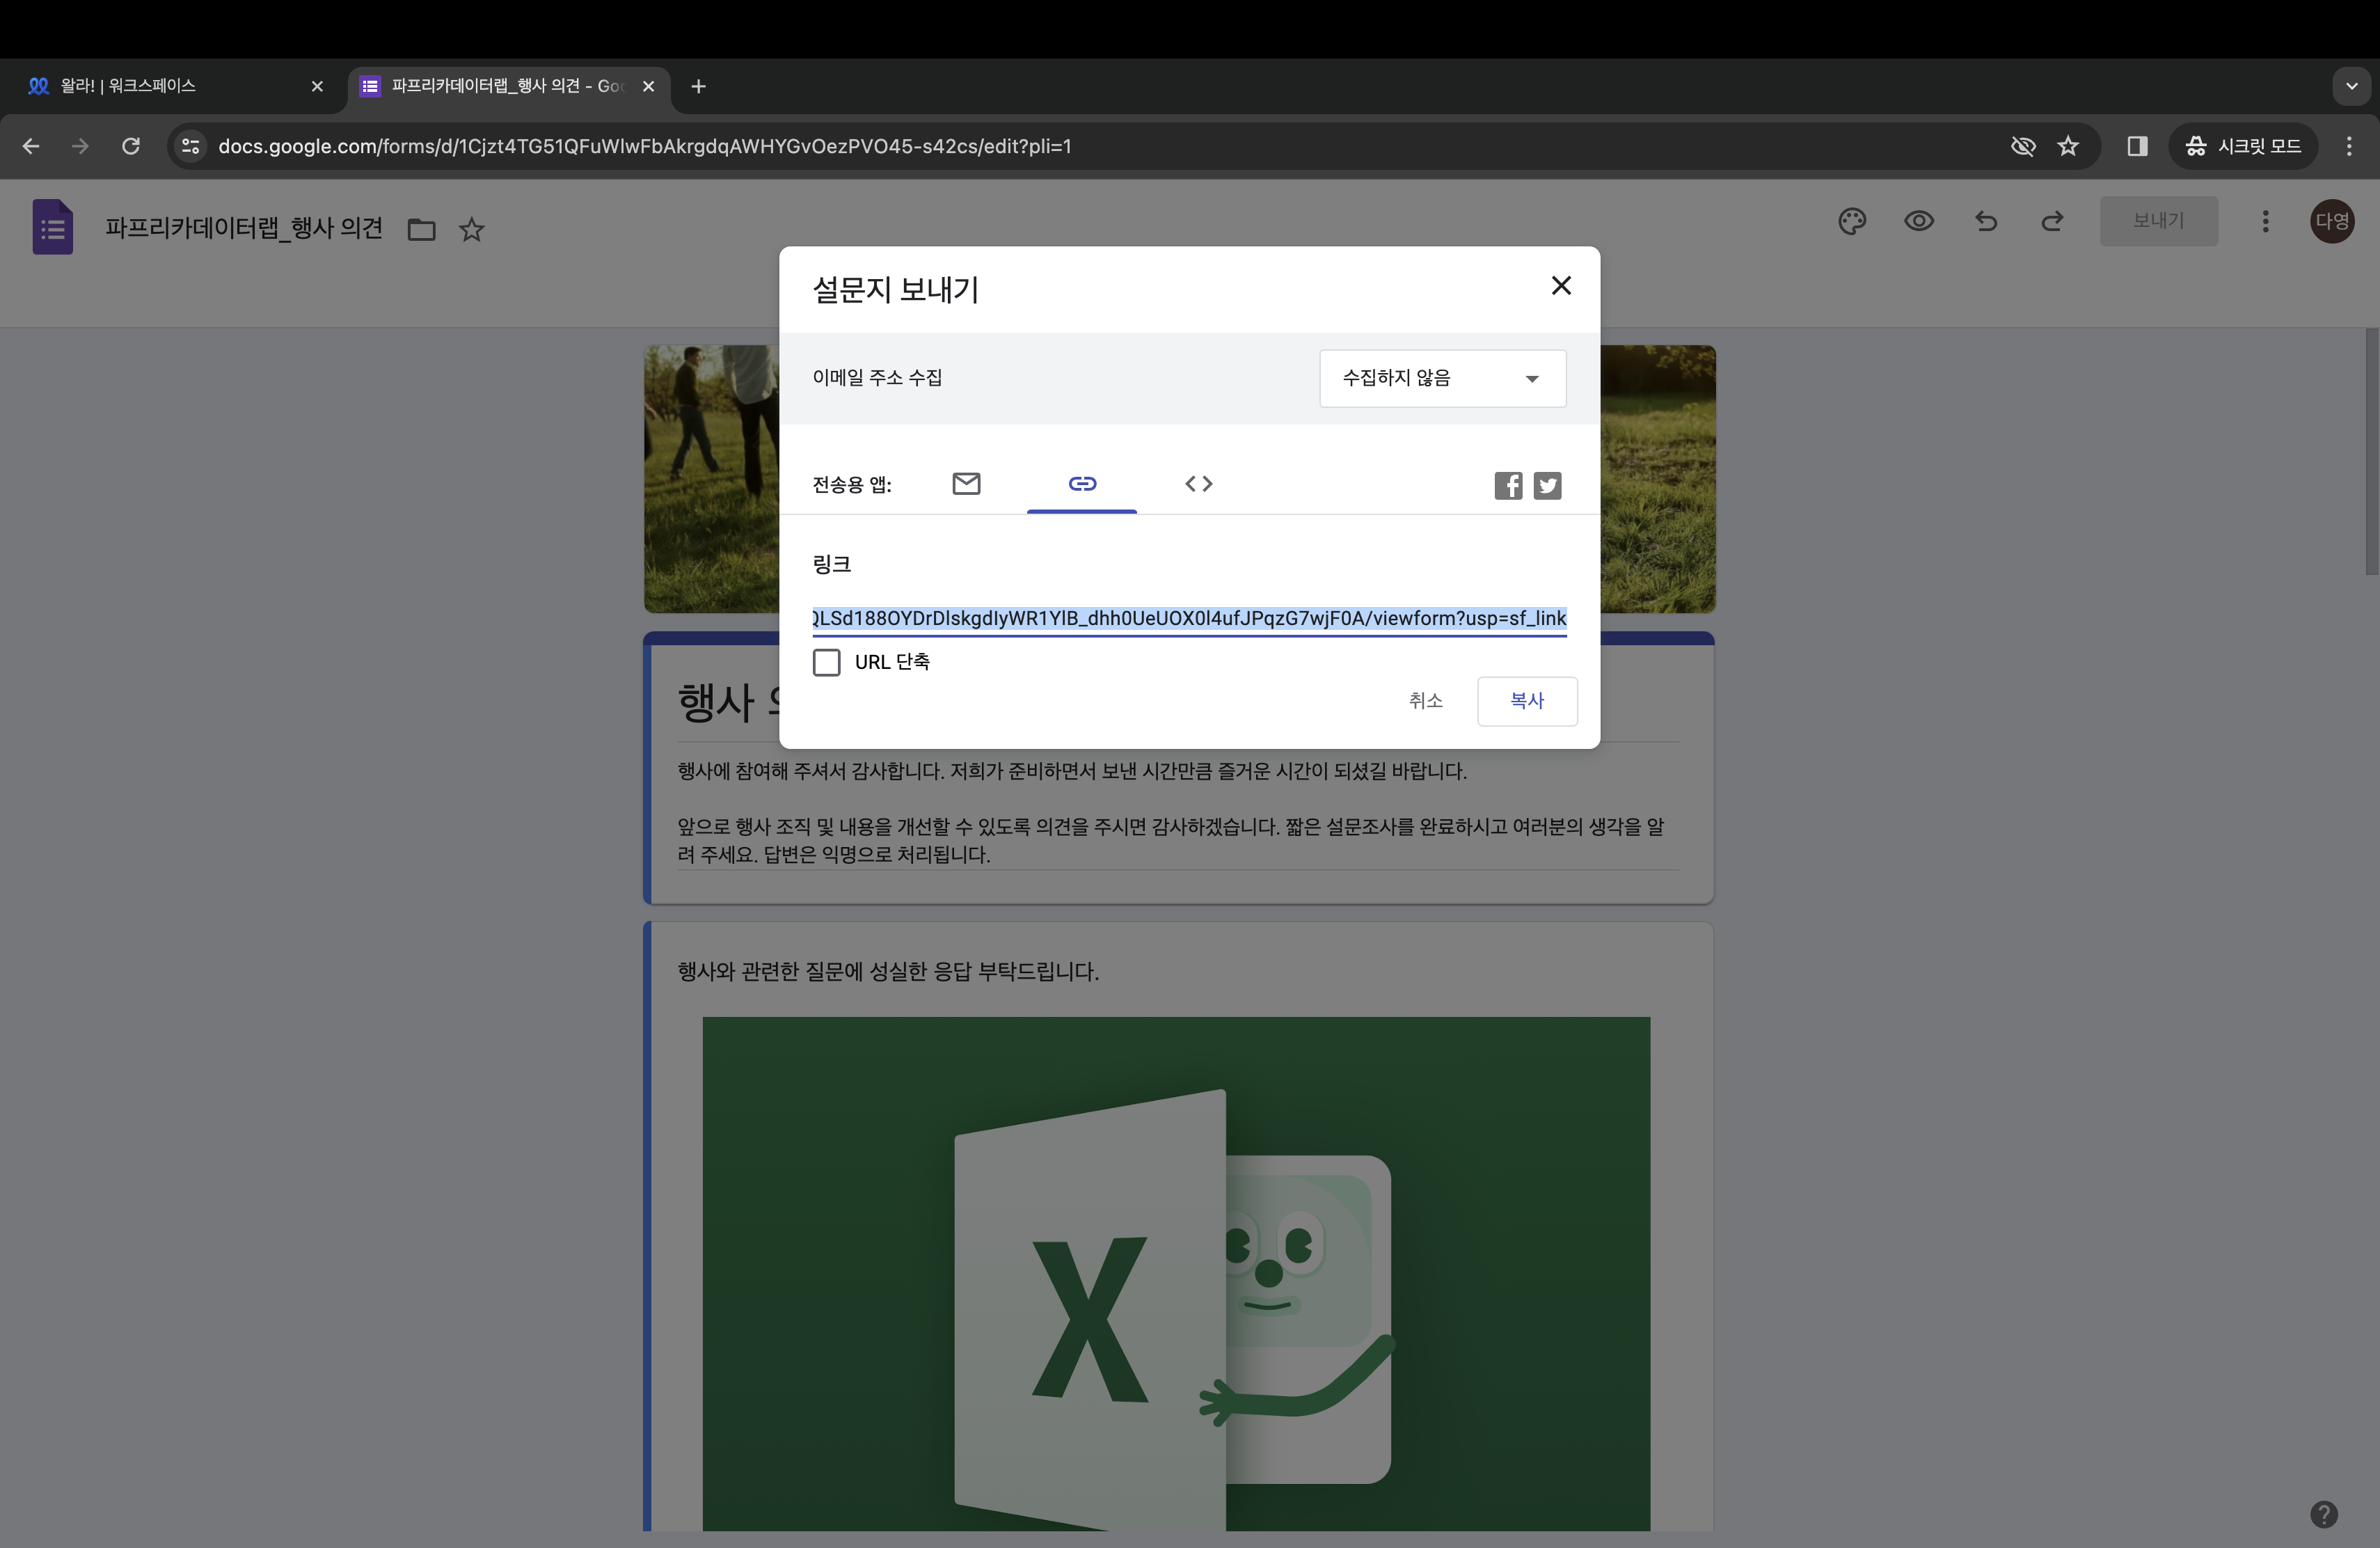 왈라! | 워크스페이스
파프리카데이터랩_행사 의견 - Goo
docs.google.com/forms/d/1Cjzt4TG51QFuWlwFbAkrgdqAWHYGvOezPVO45-s42cs/edit?pli=1
시크릿 모드
파프리카데이터랩_행사 의견
보내기
다영
설문지 보내기
이메일 주소 수집
수집하지 않음
전송용 앱:
링크
QLSd188OYDrDlskgdIyWR1YlB_dhh0UeUOX0l4ufJPqzG7wjF0A/viewform?usp=sf_link
URL 단축
취소
복사
행사
행사에 참여해 주셔서 감사합니다. 저희가 준비하면서 보낸 시간만큼 즐거운 시간이 되셨길 바랍니다.
앞으로 행사 조직 및 내용을 개선할 수 있도록 의견을 주시면 감사하겠습니다. 짧은 설문조사를 완료하시고 여러분의 생각을 알
려 주세요. 답변은 익명으로 처리됩니다.
행사와 관련한 질문에 성실한 응답 부탁드립니다.
X